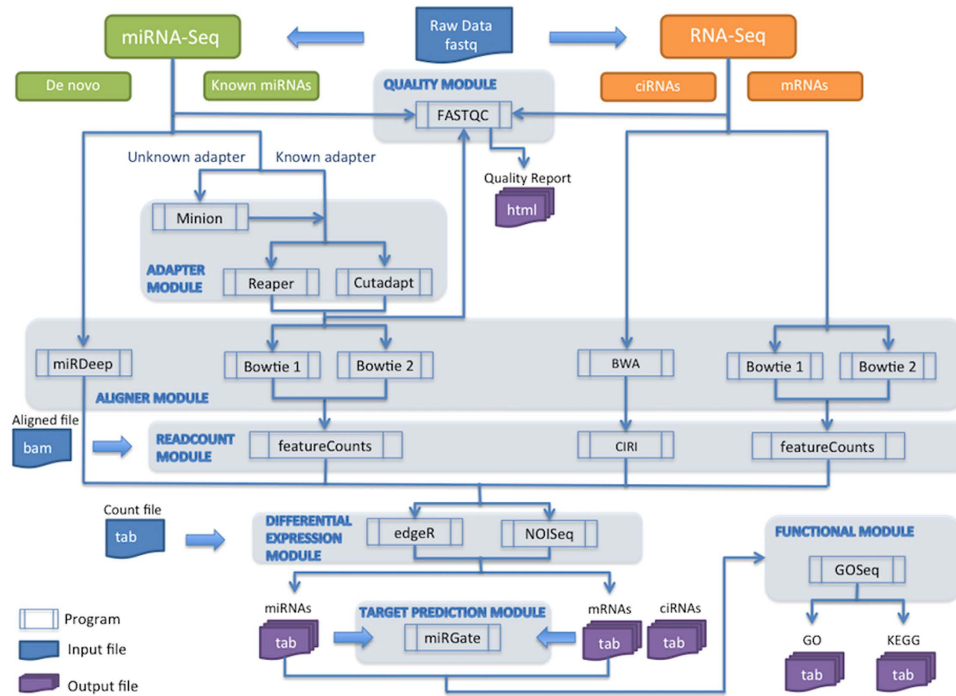 miRNA-Seq
Raw Data
fastq
RNA-Seq
De novo
Known miRNAs
QUALITY MODULE
ciRNAs
mRNAs
FASTQC
Unknown adapter
Known adapter
Quality Report
html
Minion
ADAPTER
MODULE
Reaper
Cutadapt
miRDeep
Bowtie 1
Bowtie 2
BWA
Bowtie 1
Bowtie 2
ALIGNER MODULE
Aligned file
bam
READCOUNT
MODULE
featureCounts
CIRI
featureCounts
Count file
tab
DIFFERENTIAL
EXPRESSION
MODULE
edgeR
NOISeq
FUNCTIONAL MODULE
GOSeq
miRNAs
tab
TARGET PREDICTION MODULE
miRGate
mRNAs
tab
ciRNAs
tab
GO
tab
KEGG
tab
Program
Input file
Output file